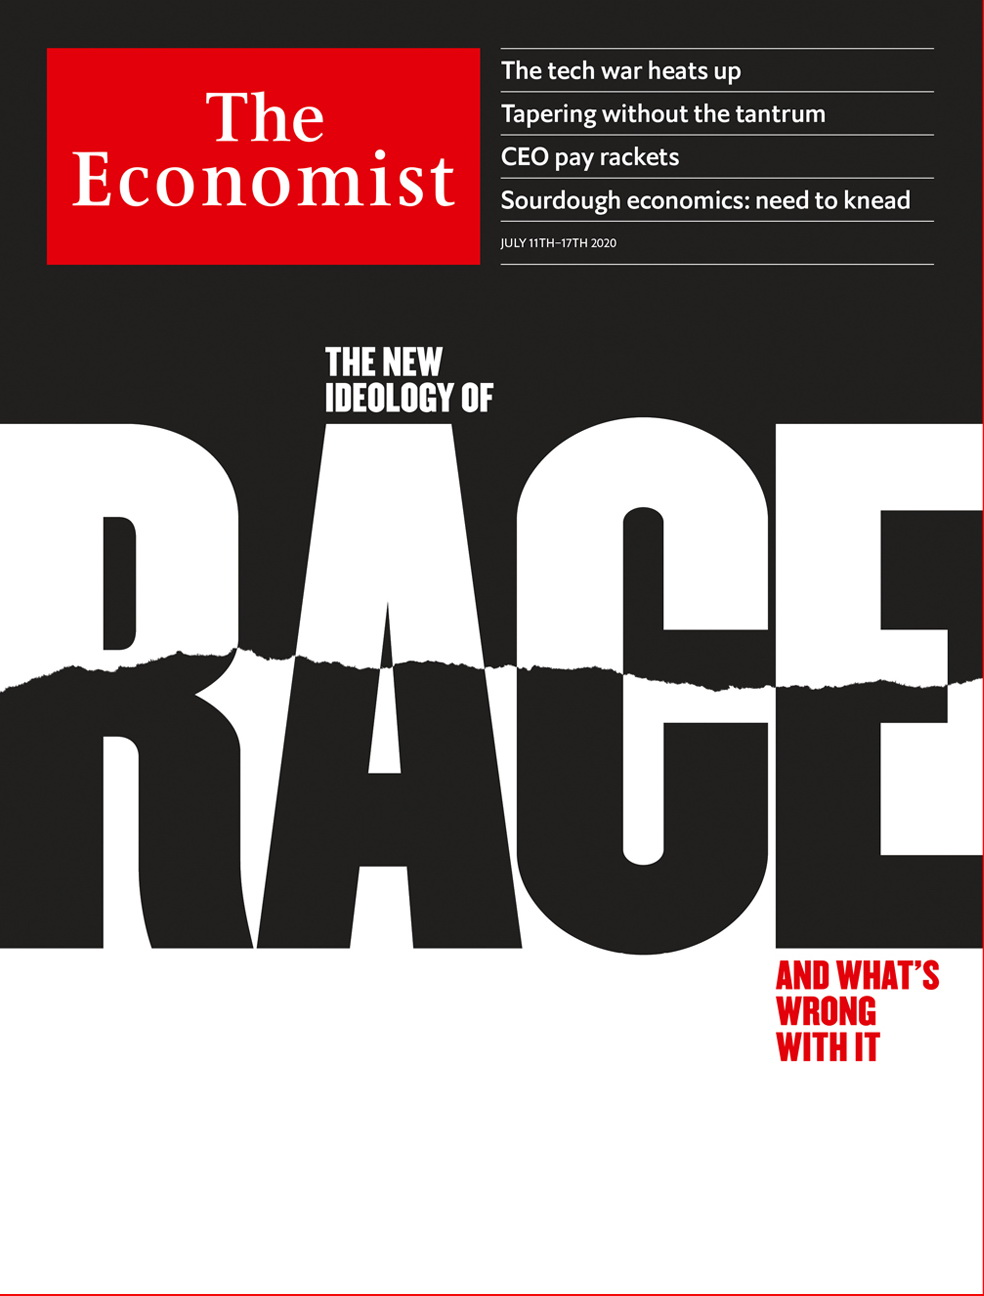 The
Economist
The tech war heats up
Tapering without the tantrum
CEO pay rackets
Sourdough economics: need to knead
JULY 11TH–17TH 2020
THE NEW
IDEOLOGY OF
RACE
AND WHAT'S
WRONG
WITH IT